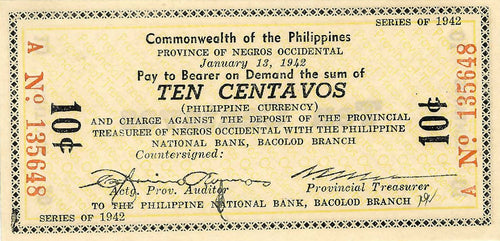 SERIES OF 1942
Commonwealth of the Philippines
PROVINCE OF NEGROS OCCIDENTAL
January 13, 1942
Pay to Bearer on Demand the sum of
TEN CENTAVOS
(PHILIPPINE CURRENCY)
AND CHARGE AGAINST THE DEPOSIT OF THE PROVINCIAL
TREASURER OF NEGROS OCCIDENTAL WITH THE PHILIPPINE
NATIONAL BANK, BACOLOD BRANCH
Countersigned:
Actg. Prov. Auditor
Provincial Treasurer
TO THE PHILIPPINE NATIONAL BANK, BACOLOD BRANCH
SERIES OF 1942
A No. 135648
10¢
10¢
A No. 135648